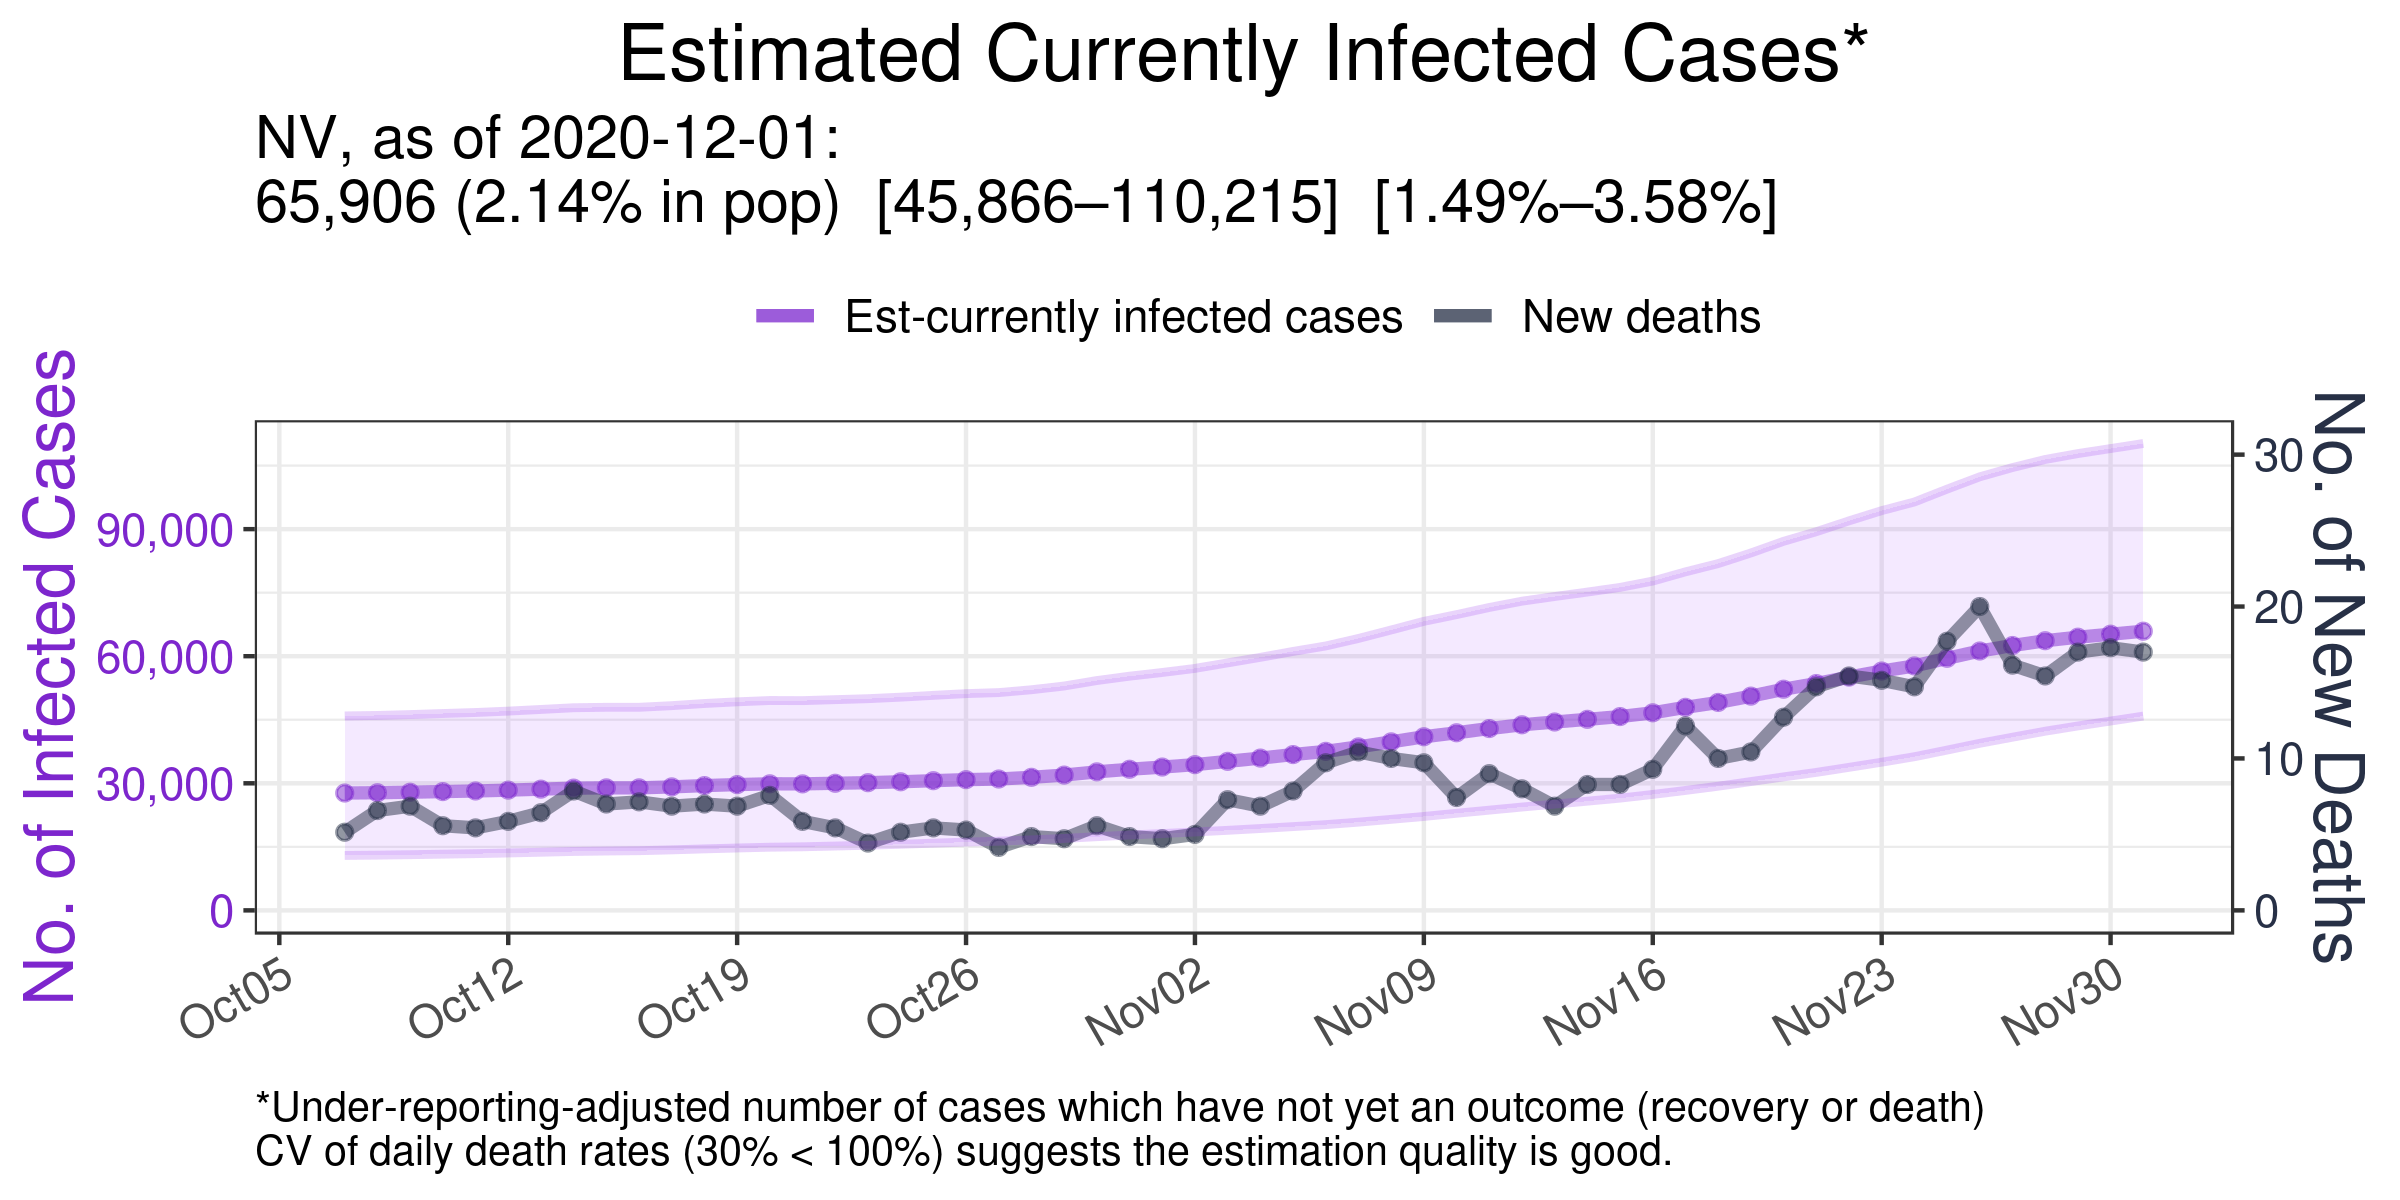 Estimated Currently Infected Cases*
NV, as of 2020-12-01:
65,906 (2.14% in pop)  [45,866–110,215]  [1.49%–3.58%]
Est-currently infected cases
New deaths
No. of Infected Cases
90,000
60,000
30,000
0
No. of New Deaths
30
20
10
0
Oct05
Oct12
Oct19
Oct26
Nov02
Nov09
Nov16
Nov23
Nov30
*Under-reporting-adjusted number of cases which have not yet an outcome (recovery or death)
CV of daily death rates (30% < 100%) suggests the estimation quality is good.